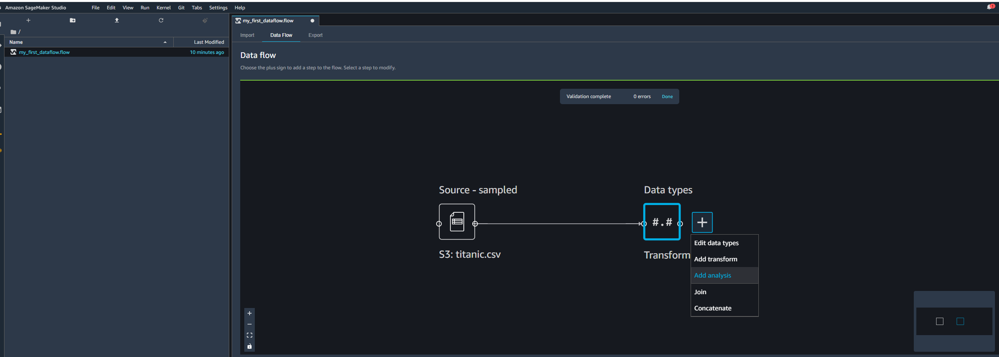 Amazon SageMaker Studio File Edit View Run Kernel Git Tabs Settings Help 1
my_first_dataflow.flow
/
Import Data Flow Export
Name Last Modified
my_first_dataflow.flow 10 minutes ago
Data flow
Choose the plus sign to add a step to the flow. Select a step to modify.
Validation complete 0 errors Done
Source - sampled Data types
#.#
Edit data types
S3: titanic.csv Transform
Add transform
Add analysis
Join
Concatenate